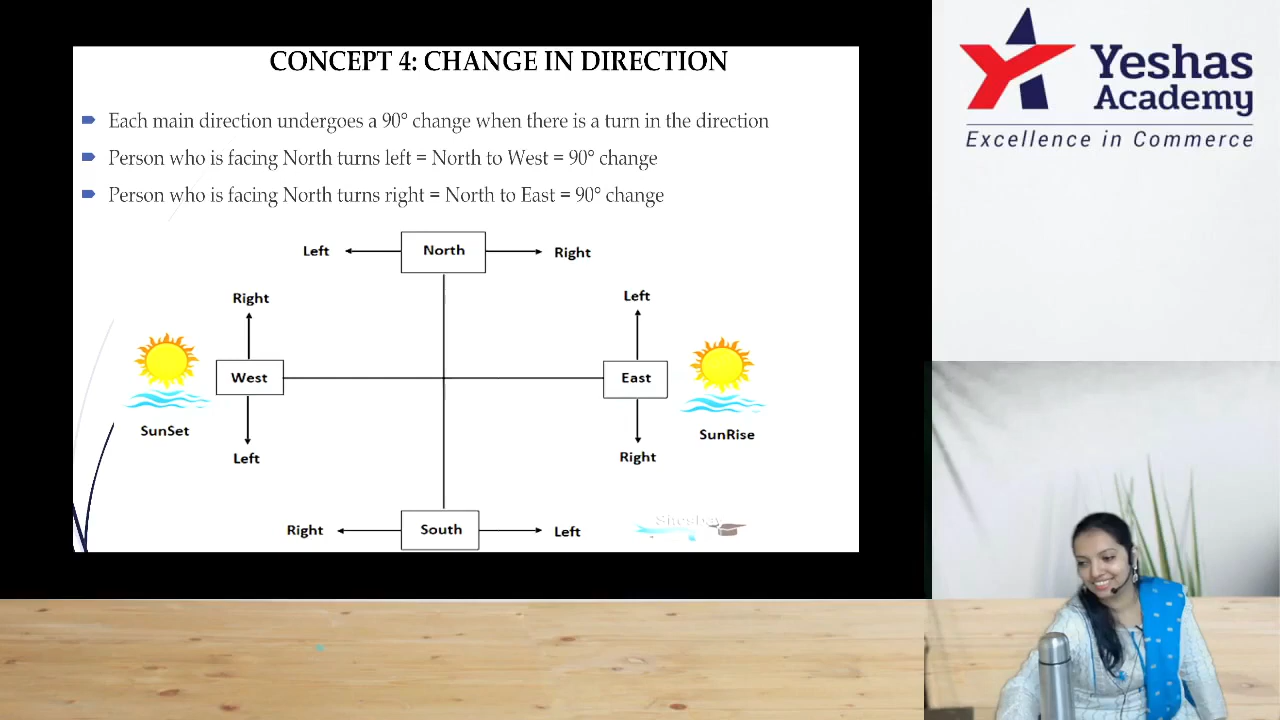 CONCEPT 4: CHANGE IN DIRECTION
Each main direction undergoes a 90° change when there is a turn in the direction
Person who is facing North turns left = North to West = 90° change
Person who is facing North turns right = North to East = 90° change
Left
North
Right
Right
Left
West
East
SunSet
SunRise
Left
Right
Right
South
Left
Yeshas
Academy
Excellence in Commerce